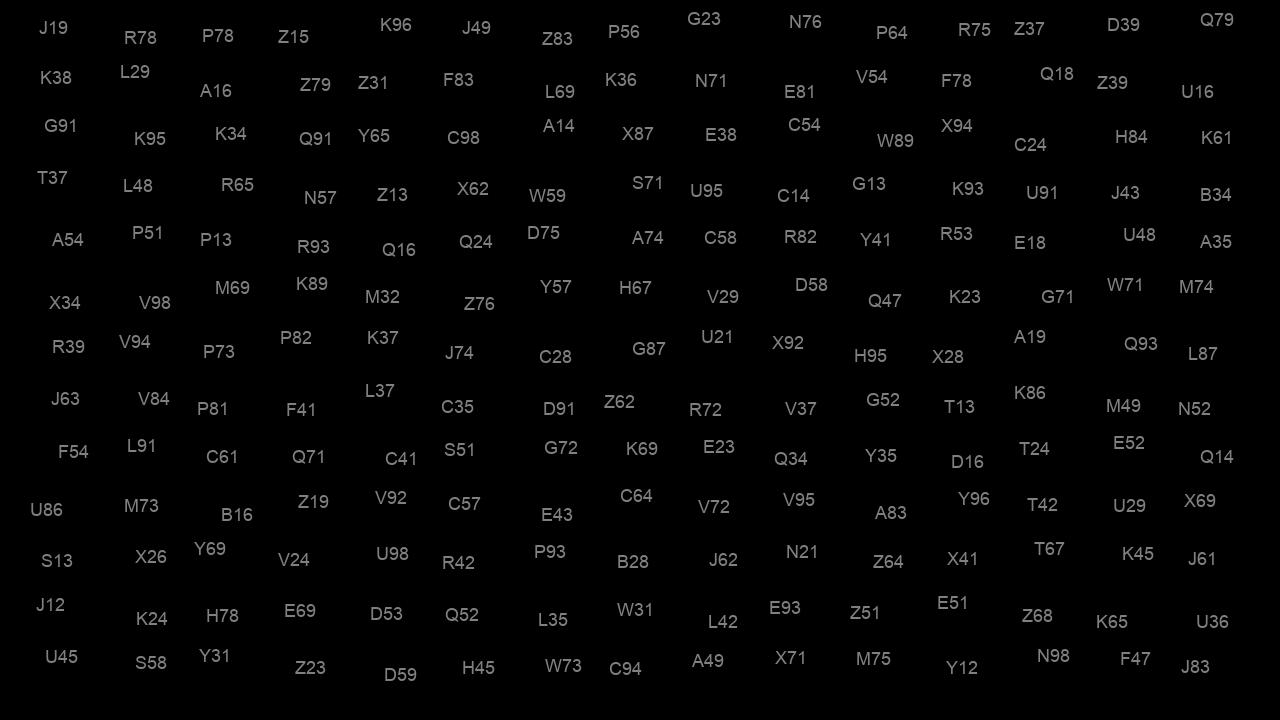 J19 R78 P78 Z15 K96 J49 Z83 P56 G23 N76 P64 R75 Z37 D39 Q79
K38 L29 A16 Z79 Z31 F83 L69 K36 N71 E81 V54 F78 Q18 Z39 U16
G91 K95 K34 Q91 Y65 C98 A14 X87 E38 C54 W89 X94 C24 H84 K61
T37 L48 R65 N57 Z13 X62 W59 S71 U95 C14 G13 K93 U91 J43 B34
A54 P51 P13 R93 Q16 Q24 D75 A74 C58 R82 Y41 R53 E18 U48 A35
X34 V98 M69 K89 M32 Z76 Y57 H67 V29 D58 Q47 K23 G71 W71 M74
R39 V94 P73 P82 K37 J74 C28 G87 U21 X92 H95 X28 A19 Q93 L87
J63 V84 P81 F41 L37 C35 D91 Z62 R72 V37 G52 T13 K86 M49 N52
F54 L91 C61 Q71 C41 S51 G72 K69 E23 Q34 Y35 D16 T24 E52 Q14
U86 M73 B16 Z19 V92 C57 E43 C64 V72 V95 A83 Y96 T42 U29 X69
S13 X26 Y69 V24 U98 R42 P93 B28 J62 N21 Z64 X41 T67 K45 J61
J12 K24 H78 E69 D53 Q52 L35 W31 L42 E93 Z51 E51 Z68 K65 U36
U45 S58 Y31 Z23 D59 H45 W73 C94 A49 X71 M75 Y12 N98 F47 J83